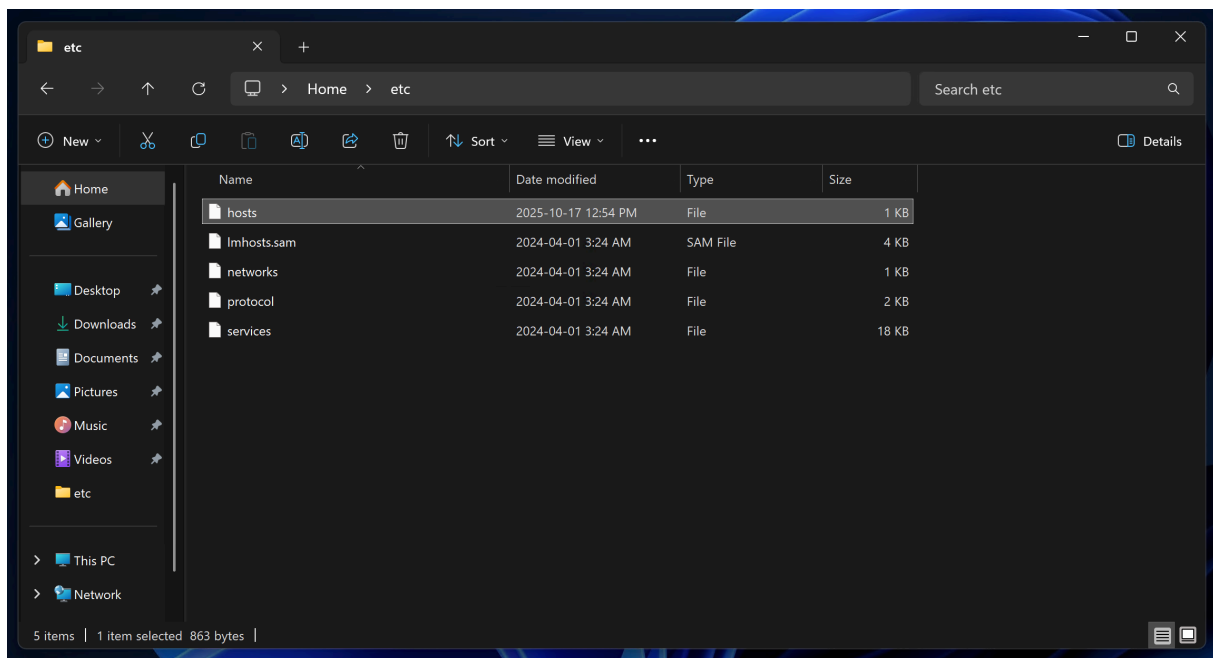 etc
Home > etc
Search etc
New
Sort
View
Details
Home
Gallery
Desktop
Downloads
Documents
Pictures
Music
Videos
etc
This PC
Network
Name Date modified Type Size
hosts 2025-10-17 12:54 PM File 1 KB
lmhosts.sam 2024-04-01 3:24 AM SAM File 4 KB
networks 2024-04-01 3:24 AM File 1 KB
protocol 2024-04-01 3:24 AM File 2 KB
services 2024-04-01 3:24 AM File 18 KB
5 items 1 item selected 863 bytes